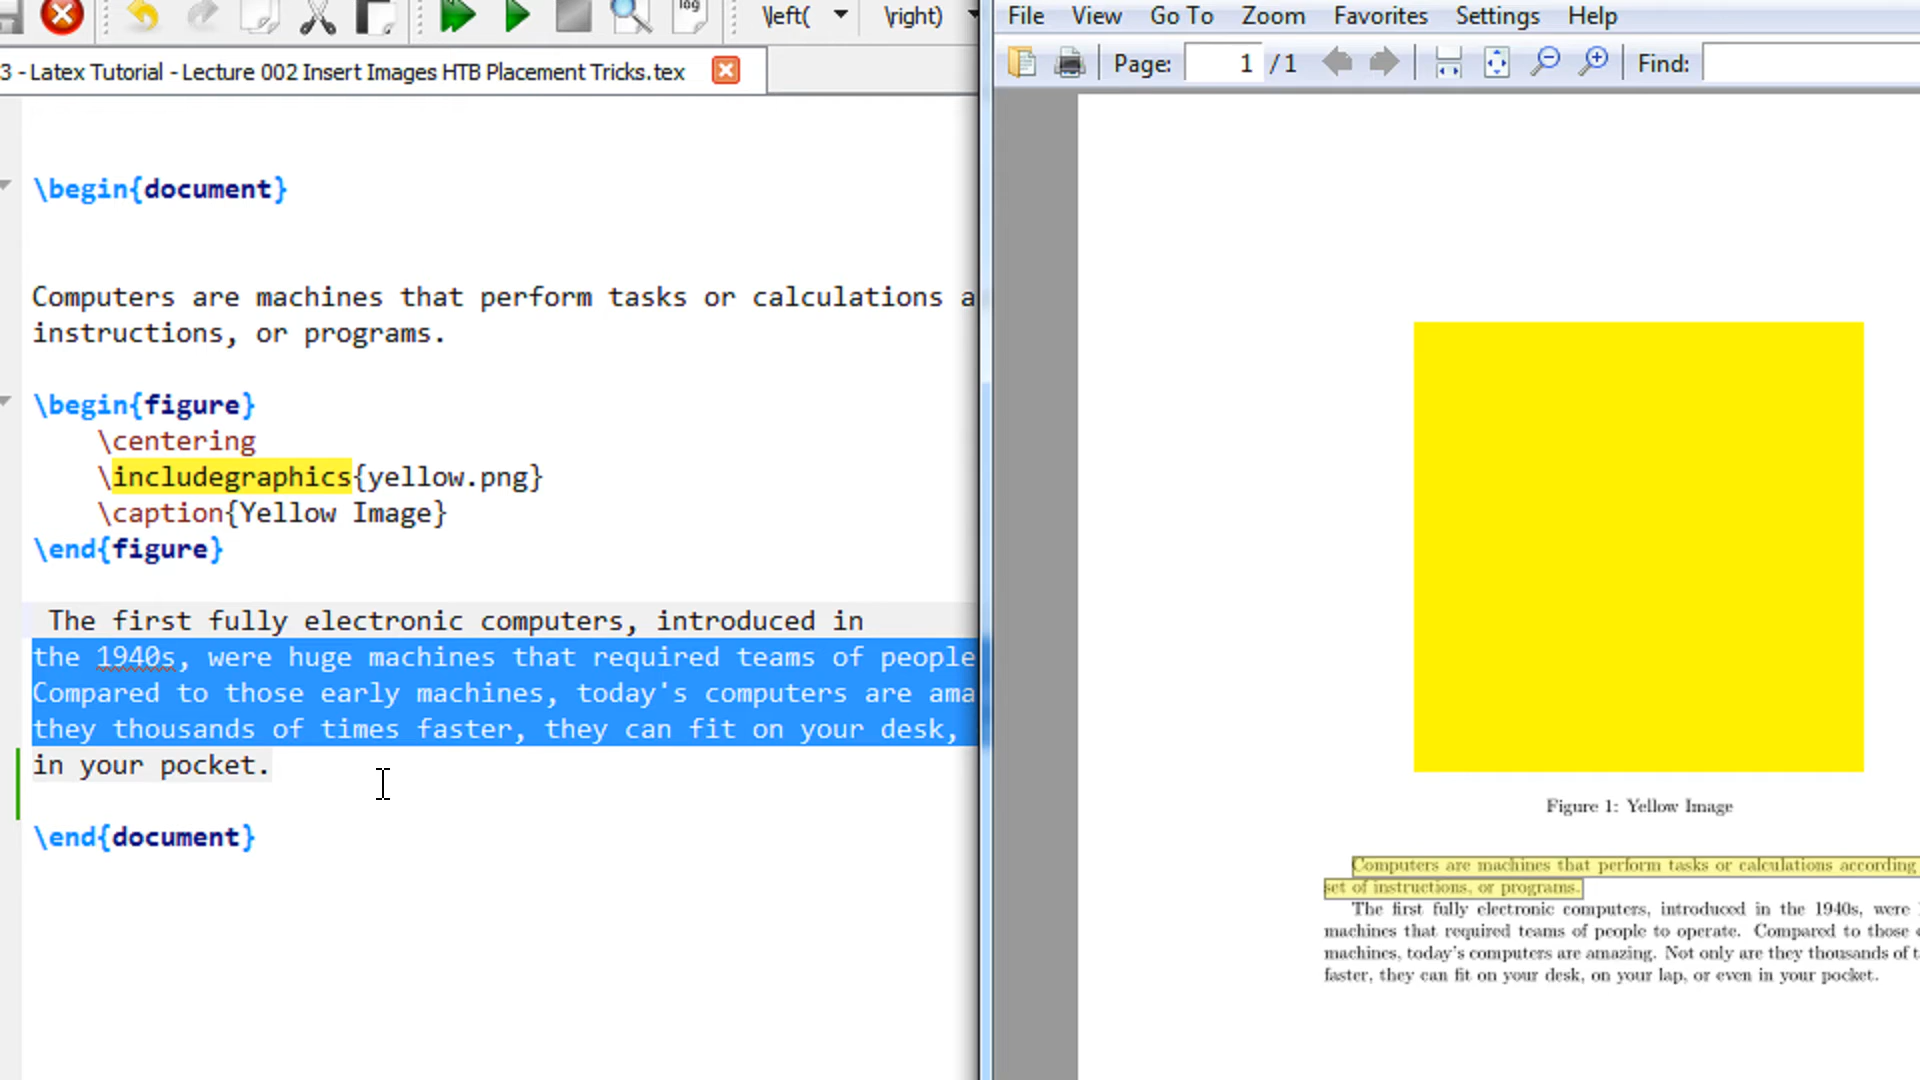 log
\left(
\right)
3 - Latex Tutorial - Lecture 002 Insert Images HTB Placement Tricks.tex
\begin{document}
Computers are machines that perform tasks or calculations a
instructions, or programs.
\begin{figure}
\centering
\includegraphics{yellow.png}
\caption{Yellow Image}
\end{figure}
The first fully electronic computers, introduced in
the 1940s, were huge machines that required teams of people
Compared to those early machines, today's computers are ama
they thousands of times faster, they can fit on your desk,
in your pocket.
\end{document}
File View Go To Zoom Favorites Settings Help
Page: 1 / 1 Find:
Figure 1: Yellow Image
Computers are machines that perform tasks or calculations according
set of instructions, or programs.
The first fully electronic computers, introduced in the 1940s, were
machines that required teams of people to operate. Compared to those
machines, today's computers are amazing. Not only are they thousands of t
faster, they can fit on your desk, on your lap, or even in your pocket.